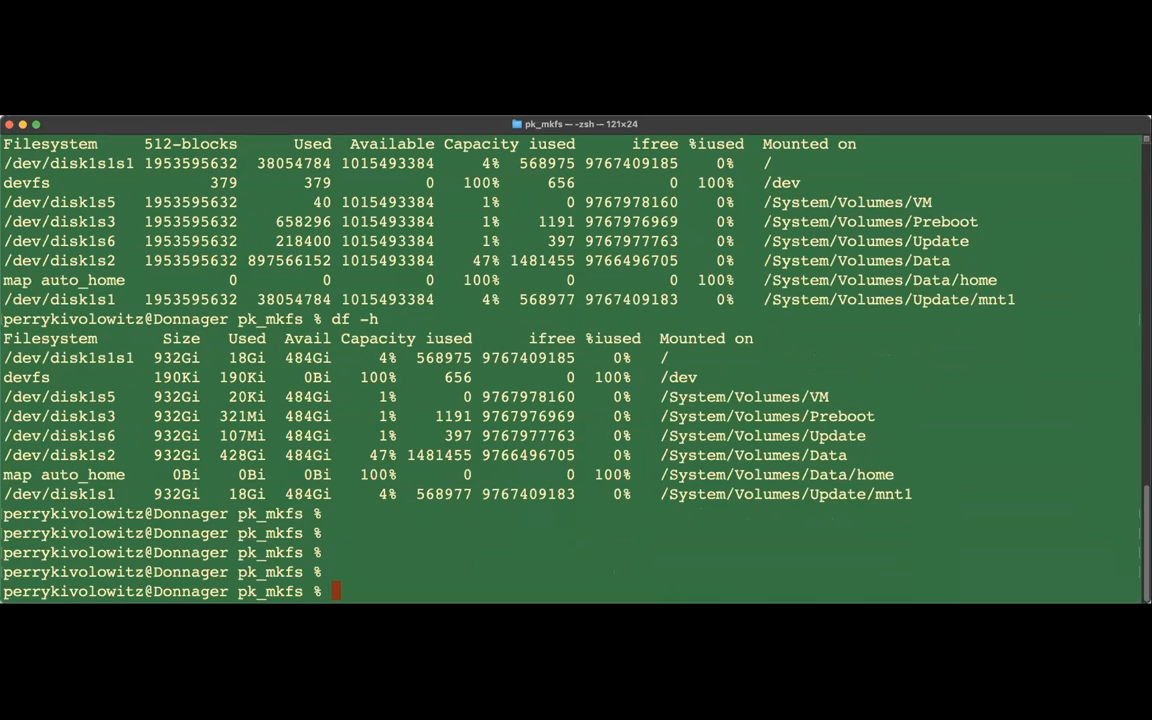 pk_mkfs — -zsh — 121×24
Filesystem     512-blocks      Used  Available Capacity iused      ifree %iused  Mounted on
/dev/disk1s1s1 1953595632  38054784 1015493384     4%  568975 9767409185    0%   /
devfs                 379       379          0   100%     656          0  100%   /dev
/dev/disk1s5   1953595632        40 1015493384     1%       0 9767978160    0%   /System/Volumes/VM
/dev/disk1s3   1953595632    658296 1015493384     1%    1191 9767976969    0%   /System/Volumes/Preboot
/dev/disk1s6   1953595632    218400 1015493384     1%     397 9767977763    0%   /System/Volumes/Update
/dev/disk1s2   1953595632 897566152 1015493384    47% 1481455 9766496705    0%   /System/Volumes/Data
map auto_home           0         0          0   100%       0          0  100%   /System/Volumes/Data/home
/dev/disk1s1   1953595632  38054784 1015493384     4%  568977 9767409183    0%   /System/Volumes/Update/mnt1
perrykivolowitz@Donnager pk_mkfs % df -h
Filesystem       Size   Used  Avail Capacity iused      ifree %iused  Mounted on
/dev/disk1s1s1  932Gi   18Gi  484Gi     4%  568975 9767409185    0%   /
devfs           190Ki  190Ki    0Bi   100%     656          0  100%   /dev
/dev/disk1s5    932Gi   20Ki  484Gi     1%       0 9767978160    0%   /System/Volumes/VM
/dev/disk1s3    932Gi  321Mi  484Gi     1%    1191 9767976969    0%   /System/Volumes/Preboot
/dev/disk1s6    932Gi  107Mi  484Gi     1%     397 9767977763    0%   /System/Volumes/Update
/dev/disk1s2    932Gi  428Gi  484Gi    47% 1481455 9766496705    0%   /System/Volumes/Data
map auto_home     0Bi    0Bi    0Bi   100%       0          0  100%   /System/Volumes/Data/home
/dev/disk1s1    932Gi   18Gi  484Gi     4%  568977 9767409183    0%   /System/Volumes/Update/mnt1
perrykivolowitz@Donnager pk_mkfs %
perrykivolowitz@Donnager pk_mkfs %
perrykivolowitz@Donnager pk_mkfs %
perrykivolowitz@Donnager pk_mkfs %
perrykivolowitz@Donnager pk_mkfs %